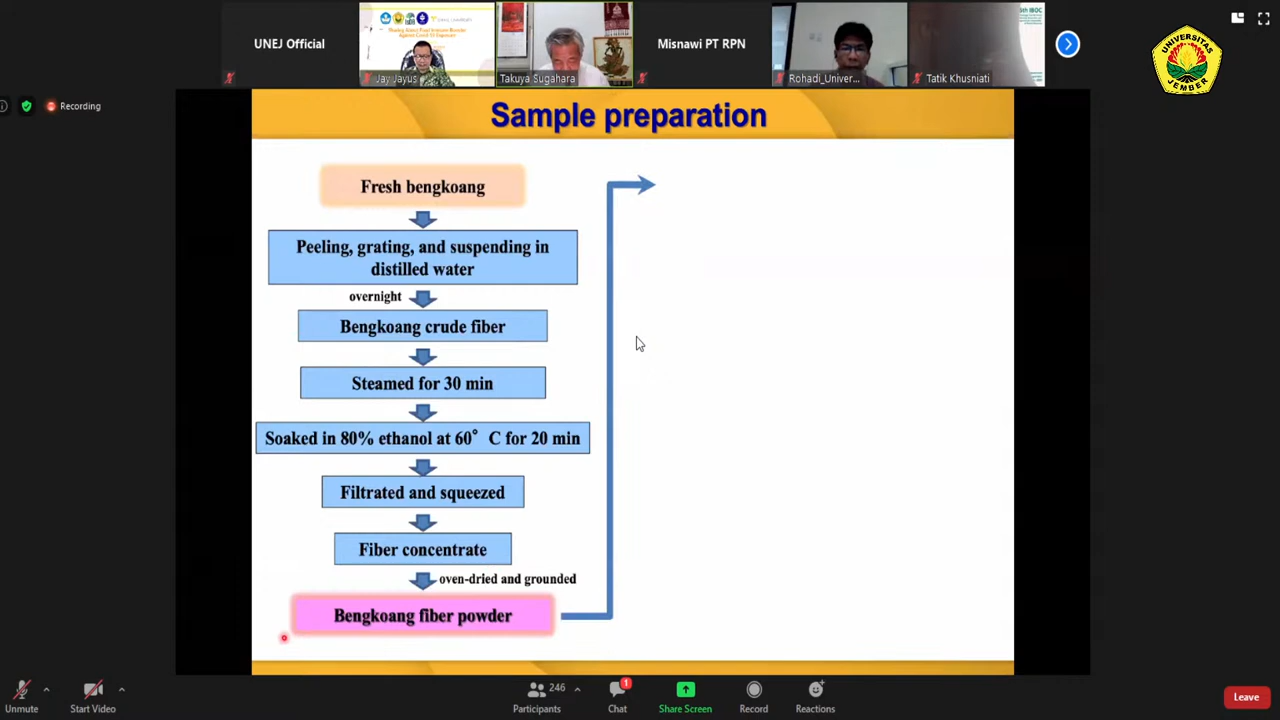 UNEJ Official
Jay Jayus
Takuya Sugahara
Misnawi PT RPN
Rohadi_Univer...
Tatik Khusniati
UNIVERSITAS
JEMBER
Recording
Sample preparation
Fresh bengkoang
Peeling, grating, and suspending in
distilled water
overnight
Bengkoang crude fiber
Steamed for 30 min
Soaked in 80% ethanol at 60° C for 20 min
Filtrated and squeezed
Fiber concentrate
oven-dried and grounded
Bengkoang fiber powder
Unmute
Start Video
246
Participants
1
Chat
Share Screen
Record
Reactions
Leave